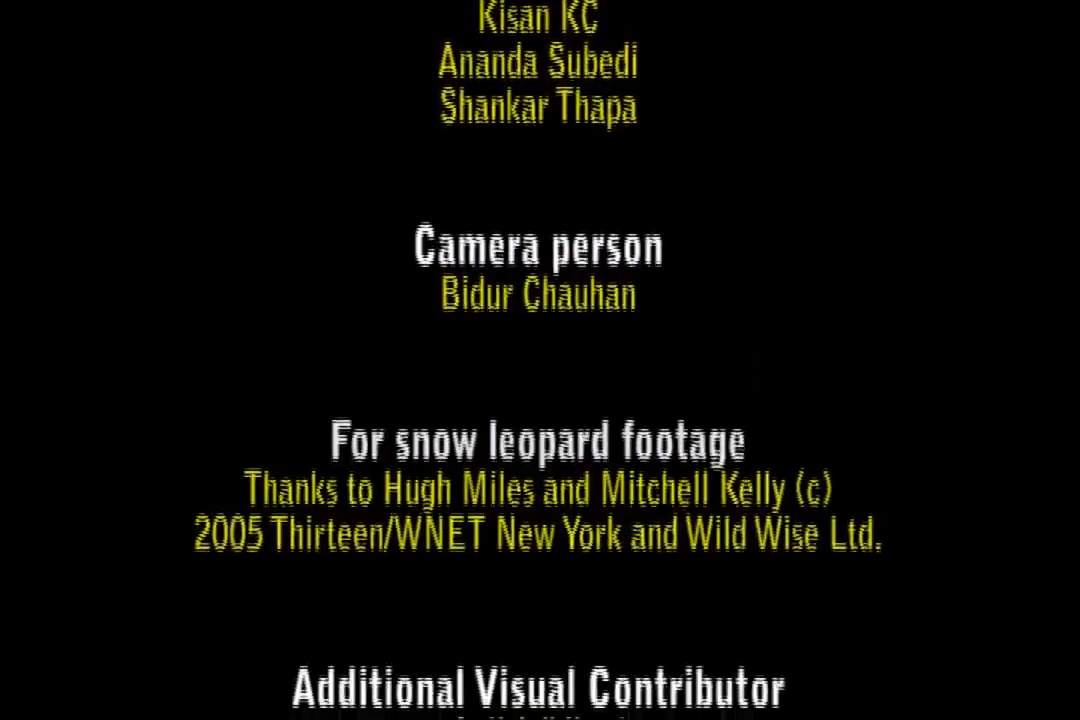 Kisan KC
Ananda Subedi
Shankar Thapa
Camera person
Bidur Chauhan
For snow leopard footage
Thanks to Hugh Miles and Mitchell Kelly (c)
2005 Thirteen/WNET New York and Wild Wise Ltd.
Additional Visual Contributor